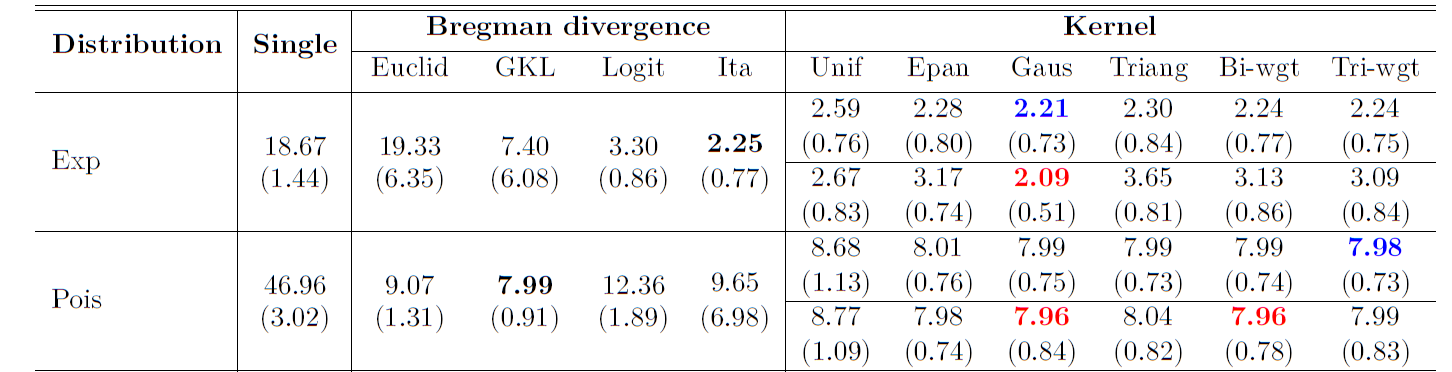 Distribution Single Bregman divergence Kernel
Euclid GKL Logit Ita Unif Epan Gaus Triang Bi-wgt Tri-wgt
Exp 18.67 19.33 7.40 3.30 2.25 2.59 2.28 2.21 2.30 2.24 2.24
(1.44) (6.35) (6.08) (0.86) (0.77) (0.76) (0.80) (0.73) (0.84) (0.77) (0.75)
2.67 3.17 2.09 3.65 3.13 3.09
(0.83) (0.74) (0.51) (0.81) (0.86) (0.84)
Pois 46.96 9.07 7.99 12.36 9.65 8.68 8.01 7.99 7.99 7.99 7.98
(3.02) (1.31) (0.91) (1.89) (6.98) (1.13) (0.76) (0.75) (0.73) (0.74) (0.73)
8.77 7.98 7.96 8.04 7.96 7.99
(1.09) (0.74) (0.84) (0.82) (0.78) (0.83)